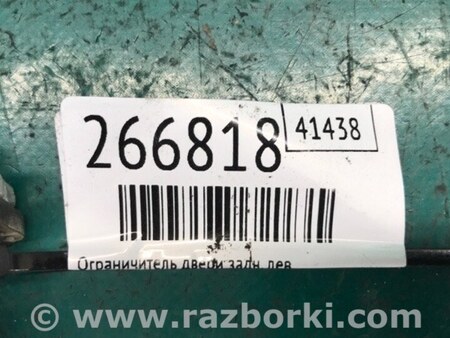 266818
41438
Ограничитель двери задн. лев.
© www.razborki.com